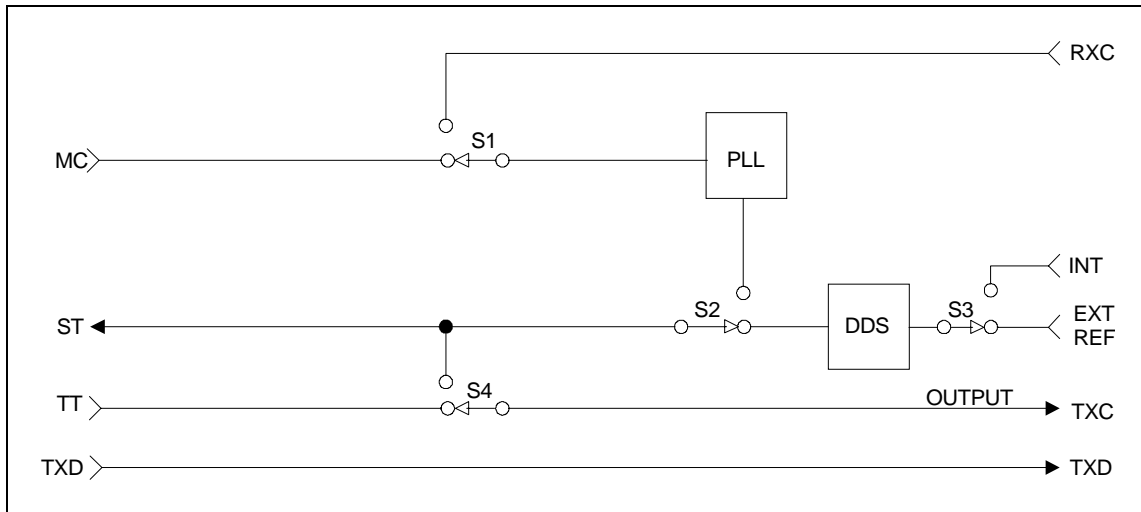 RXC
S1
MC
PLL
INT
S2
S3
EXT
ST
DDS
REF
S4
TT
OUTPUT
TXC
TXD
TXD